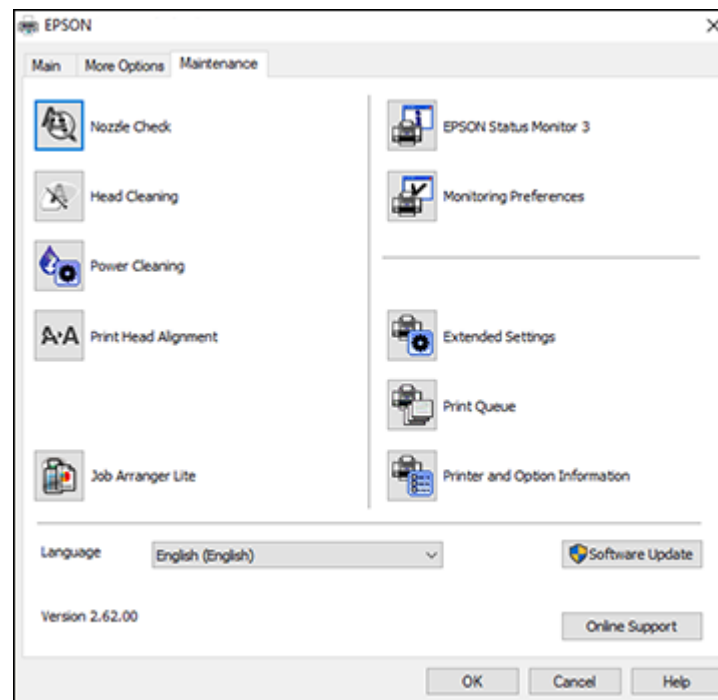 EPSON
Main More Options Maintenance
Nozzle Check
Head Cleaning
Power Cleaning
Print Head Alignment
Job Arranger Lite
EPSON Status Monitor 3
Monitoring Preferences
Extended Settings
Print Queue
Printer and Option Information
Language English (English) Software Update
Version 2.62.00
Online Support
OK Cancel Help